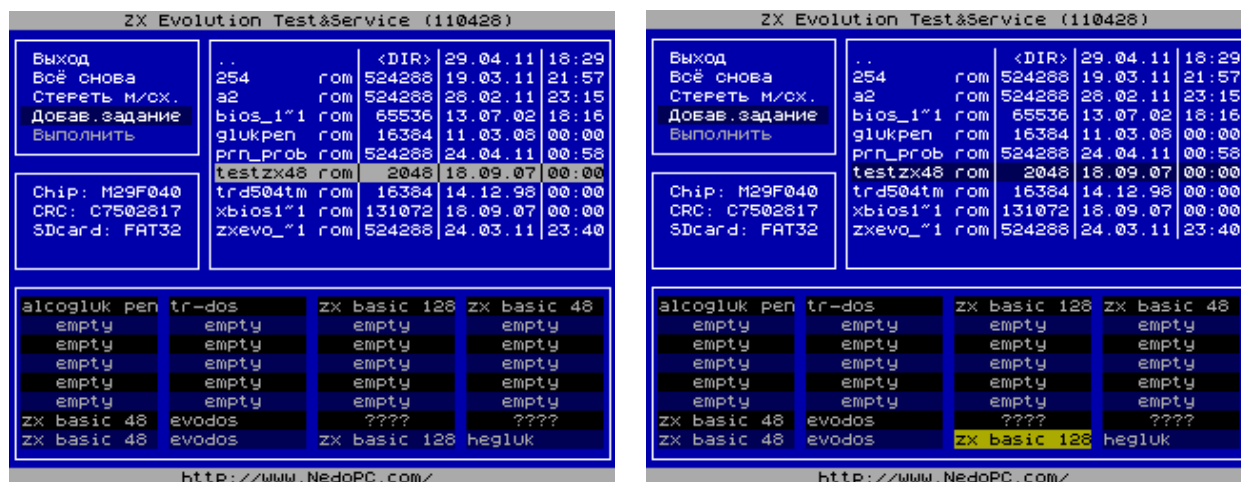 ZX Evolution Test&Service (110428)
Выход
Всё снова
Стереть м/сх.
Добав.задание
Выполнить
Chip: M29F040
CRC: C7502817
SDcard: FAT32
.. <DIR> 29.04.11 18:29
254 rom 524288 19.03.11 21:57
a2 rom 524288 28.02.11 23:15
bios_1~1 rom 65536 13.07.02 18:16
glukpen rom 16384 11.03.08 00:00
prn_prob rom 524288 24.04.11 00:58
testzx48 rom 2048 18.09.07 00:00
trd504tm rom 16384 14.12.98 00:00
xbios1~1 rom 131072 18.09.07 00:00
zxevo_~1 rom 524288 24.03.11 23:40
alcogluk pen tr-dos zx basic 128 zx basic 48
empty empty empty empty
empty empty empty empty
empty empty empty empty
empty empty empty empty
empty empty empty empty
zx basic 48 evodos ???? ????
zx basic 48 evodos zx basic 128 hegluk
http://www.NedoPC.com/
ZX Evolution Test&Service (110428)
Выход
Всё снова
Стереть м/сх.
Добав.задание
Выполнить
Chip: M29F040
CRC: C7502817
SDcard: FAT32
.. <DIR> 29.04.11 18:29
254 rom 524288 19.03.11 21:57
a2 rom 524288 28.02.11 23:15
bios_1~1 rom 65536 13.07.02 18:16
glukpen rom 16384 11.03.08 00:00
prn_prob rom 524288 24.04.11 00:58
testzx48 rom 2048 18.09.07 00:00
trd504tm rom 16384 14.12.98 00:00
xbios1~1 rom 131072 18.09.07 00:00
zxevo_~1 rom 524288 24.03.11 23:40
alcogluk pen tr-dos zx basic 128 zx basic 48
empty empty empty empty
empty empty empty empty
empty empty empty empty
empty empty empty empty
empty empty empty empty
zx basic 48 evodos ???? ????
zx basic 48 evodos zx basic 128 hegluk
http://www.NedoPC.com/